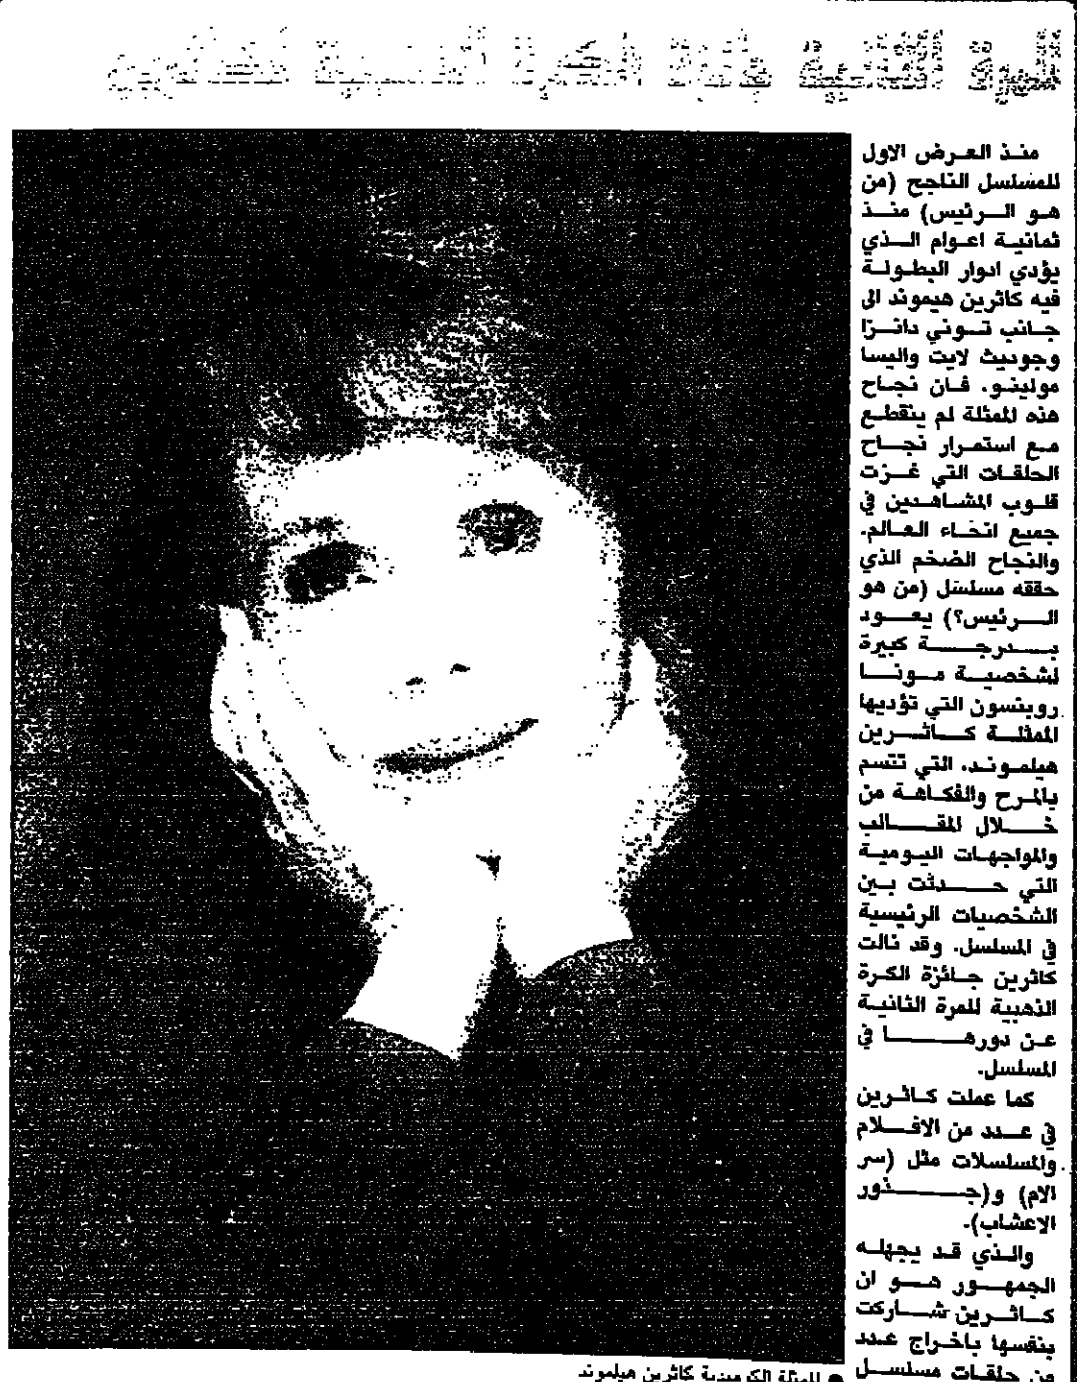 للمرة الثانية جائزة الكرة الذهبية لكاثرين
منذ العرض الاول
للمسلسل الناجح (من
هو الرئيس) منذ
ثمانية اعوام الذي
يؤدي ادوار البطولة
فيه كاثرين هيموند الى
جانب توني دانزا
وجوديث لايت واليسا
مولينو. فان نجاح
هذه الممثلة لم ينقطع
مع استمرار نجاح
الحلقات التي غزت
قلوب المشاهدين في
جميع انحاء العالم.
والنجاح الضخم الذي
حققه مسلسل (من هو
الرئيس؟) يعود
بدرجة كبيرة
لشخصية مونا
روبنسون التي تؤديها
الممثلة كاثرين
هيلموند، التي تتسم
بالمرح والفكاهة من
خلال المقالب
والمواجهات اليومية
التي حدثت بين
الشخصيات الرئيسية
في المسلسل. وقد نالت
كاثرين جائزة الكرة
الذهبية للمرة الثانية
عن دورها في
المسلسل.
كما عملت كاثرين
في عدد من الافلام
والمسلسلات مثل (سر
الام) و(جذور
الاعشاب).
والذي قد يجهله
الجمهور هو ان
كاثرين شاركت
بنفسها باخراج عدد
من حلقات مسلسل
● الممثلة الكوميدية كاثرين هيلموند